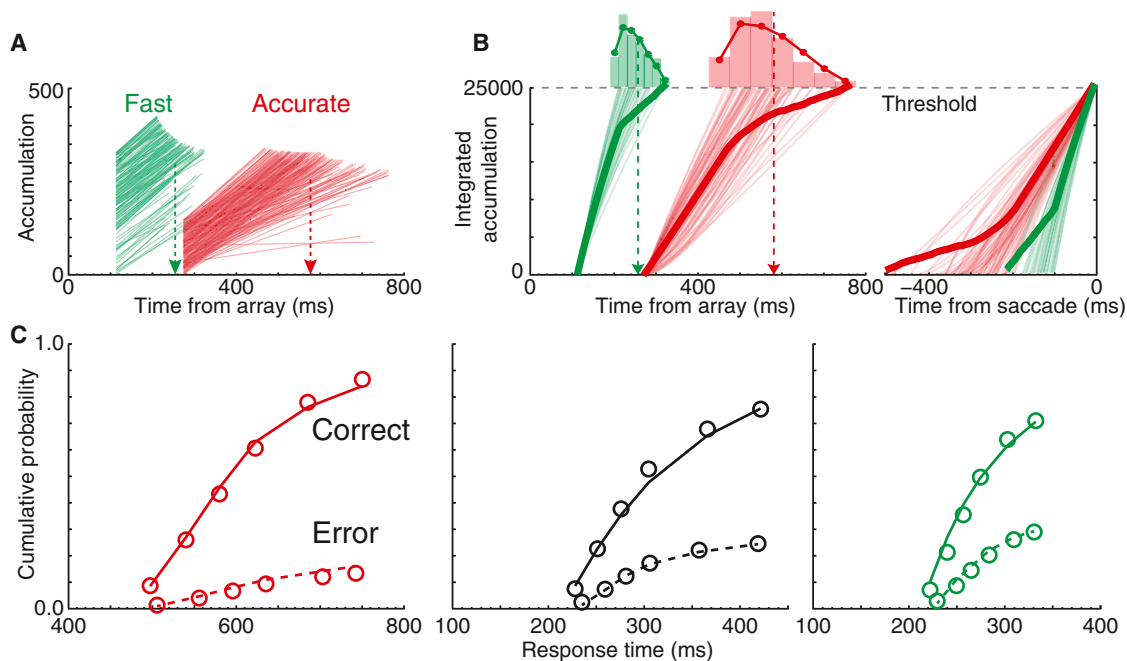 A
500
Fast
Accurate
Accumulation
0
0
400
800
Time from array (ms)
B
25000
Threshold
Integrated
accumulation
0
0
400
800
−400
0
Time from array (ms)
Time from saccade (ms)
C
1.0
Cumulative probability
Correct
Error
0.0
400
600
800
100
200
300
400
100
200
300
400
Response time (ms)